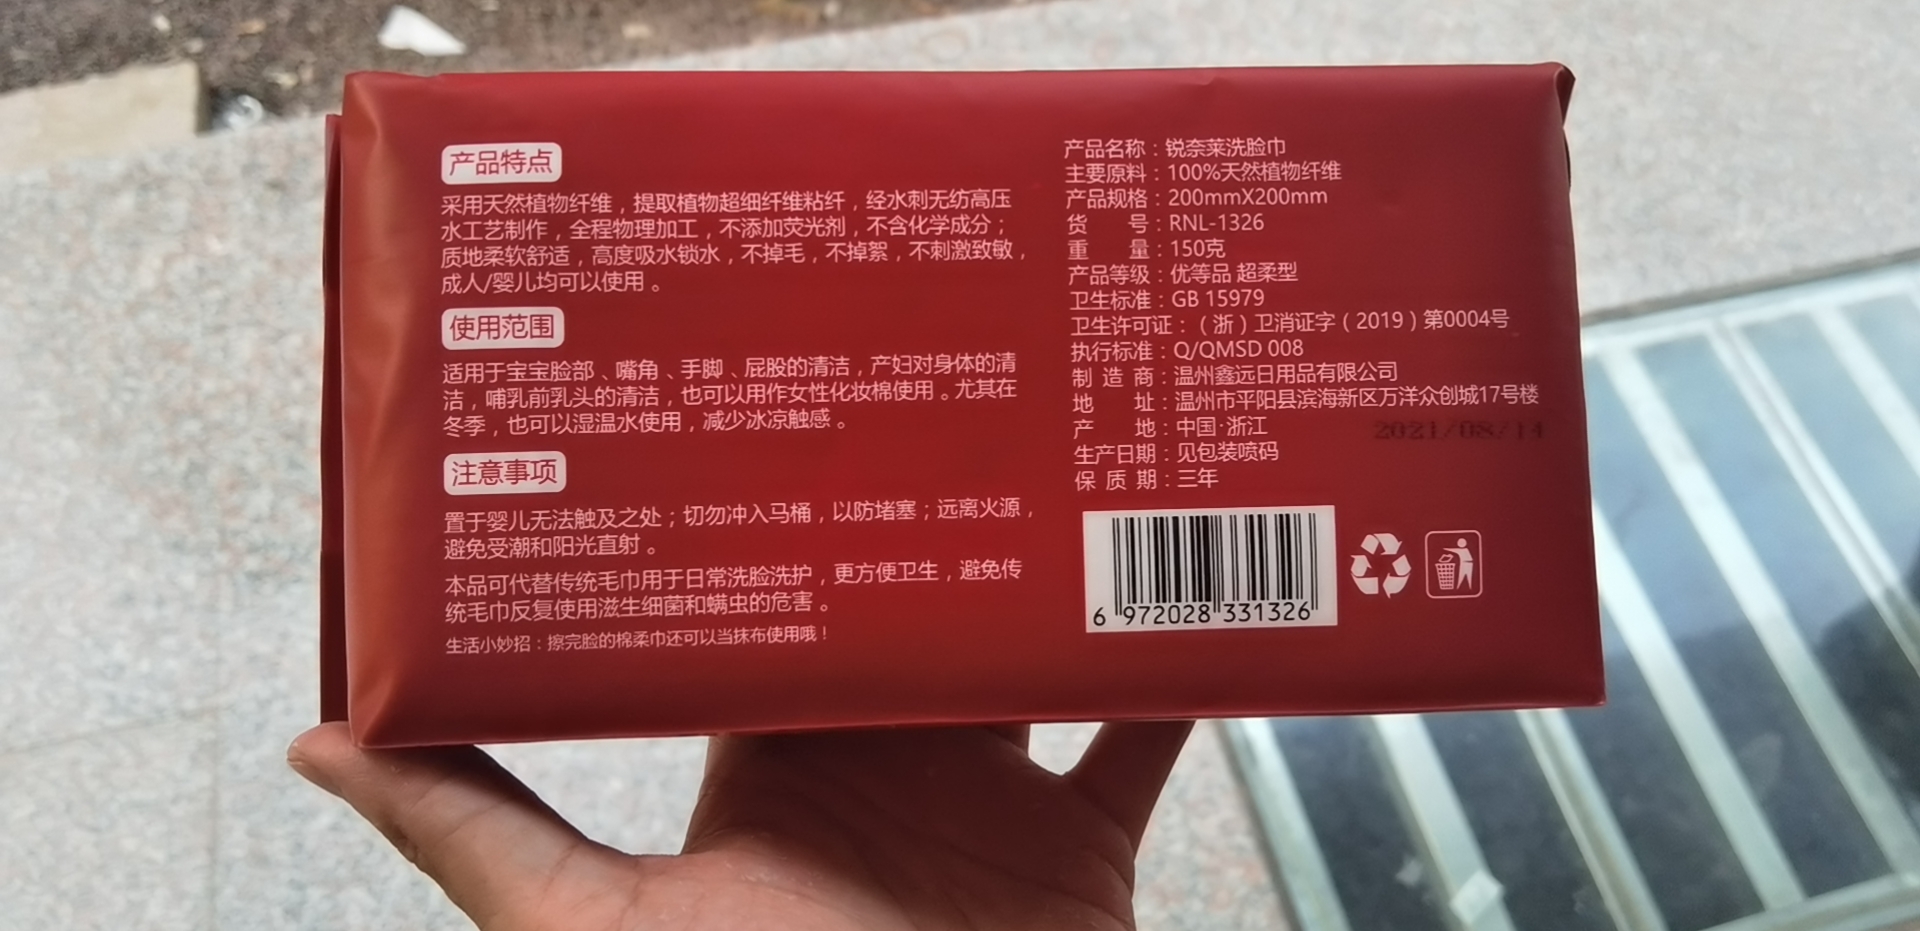 产品特点
采用天然植物纤维，提取植物超细纤维粘纤，经水刺无纺高压
水工艺制作，全程物理加工，不添加荧光剂，不含化学成分；
质地柔软舒适，高度吸水锁水，不掉毛，不掉絮，不刺激致敏，
成人/婴儿均可以使用。
使用范围
适用于宝宝脸部、嘴角、手脚、屁股的清洁，产妇对身体的清
洁，哺乳前乳头的清洁，也可以用作女性化妆棉使用。尤其在
冬季，也可以湿温水使用，减少冰凉触感。
注意事项
置于婴儿无法触及之处；切勿冲入马桶，以防堵塞；远离火源，
避免受潮和阳光直射。
本品可代替传统毛巾用于日常洗脸洗护，更方便卫生，避免传
统毛巾反复使用滋生细菌和螨虫的危害。
生活小妙招：擦完脸的棉柔巾还可以当抹布使用哦！
产品名称：锐奈莱洗脸巾
主要原料：100%天然植物纤维
产品规格：200mmX200mm
货 号：RNL-1326
重 量：150克
产品等级：优等品 超柔型
卫生标准：GB 15979
卫生许可证：（浙）卫消证字（2019）第0004号
执行标准：Q/QMSD 008
制 造 商：温州鑫远日用品有限公司
地 址：温州市平阳县滨海新区万洋众创城17号楼
产 地：中国·浙江
2021/08/14
生产日期：见包装喷码
保 质 期：三年
6 972028 331326